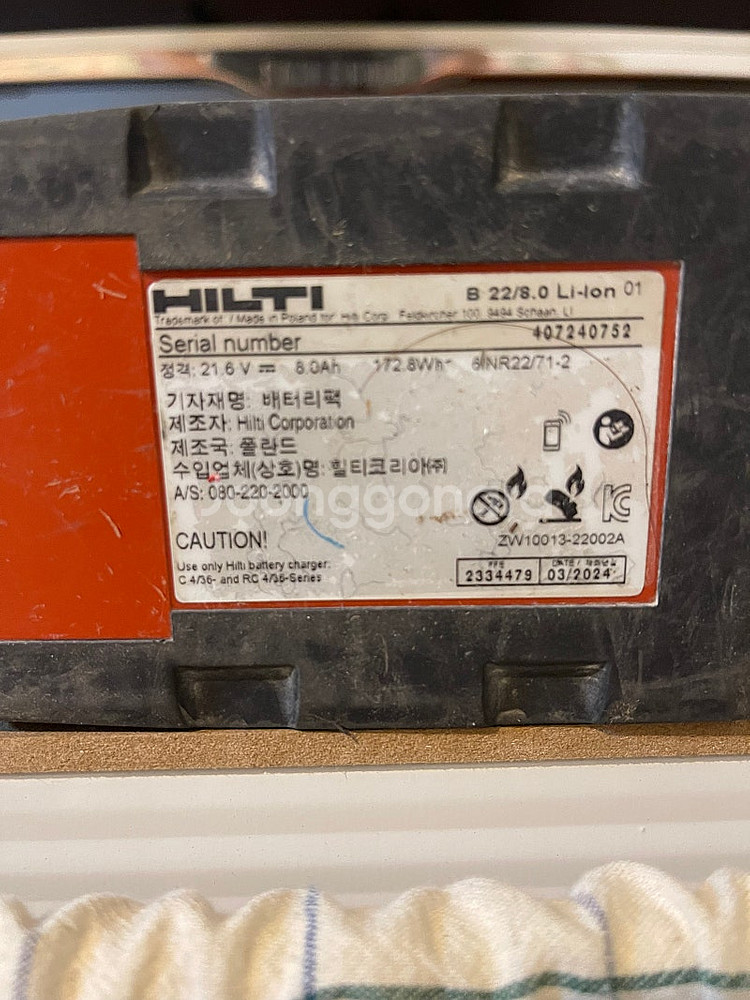 HILTI
B 22/8.0 Li-Ion 01
Trademark of / Made in Poland for Hilti Corp. Feldkircher 100, 9494 Schaan, LI
Serial number 407240752
정격: 21.6 V ⎓ 8.0Ah 172.8Wh 6INR22/71-2
기자재명: 배터리팩
제조자: Hilti Corporation
제조국: 폴란드
수입업체(상호)명: 힐티코리아㈜
A/S: 080-220-2000
CAUTION!
Use only Hilti battery charger:
C 4/36- and RC 4/36-Series
ZW10013-22002A
2334479
DATE /
03/2024